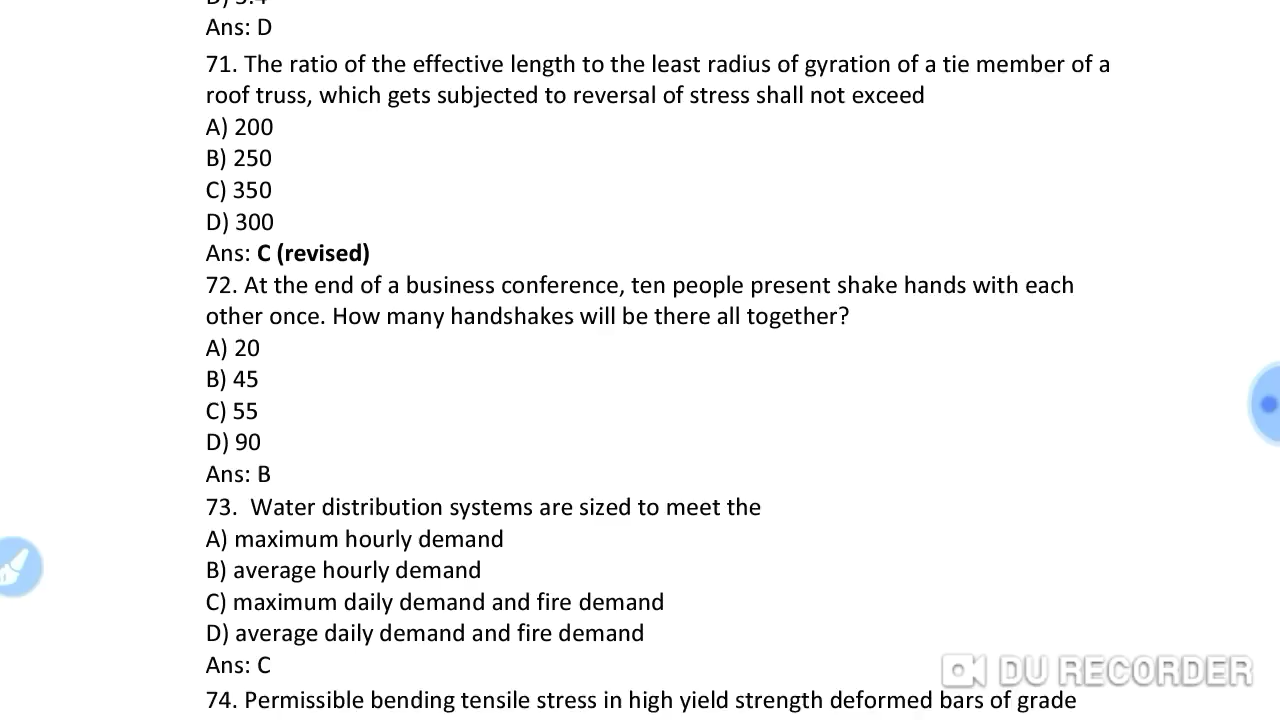 D) 3.4
Ans: D
71. The ratio of the effective length to the least radius of gyration of a tie member of a
roof truss, which gets subjected to reversal of stress shall not exceed
A) 200
B) 250
C) 350
D) 300
Ans: C (revised)
72. At the end of a business conference, ten people present shake hands with each
other once. How many handshakes will be there all together?
A) 20
B) 45
C) 55
D) 90
Ans: B
73.  Water distribution systems are sized to meet the
A) maximum hourly demand
B) average hourly demand
C) maximum daily demand and fire demand
D) average daily demand and fire demand
Ans: C
DU RECORDER
74. Permissible bending tensile stress in high yield strength deformed bars of grade